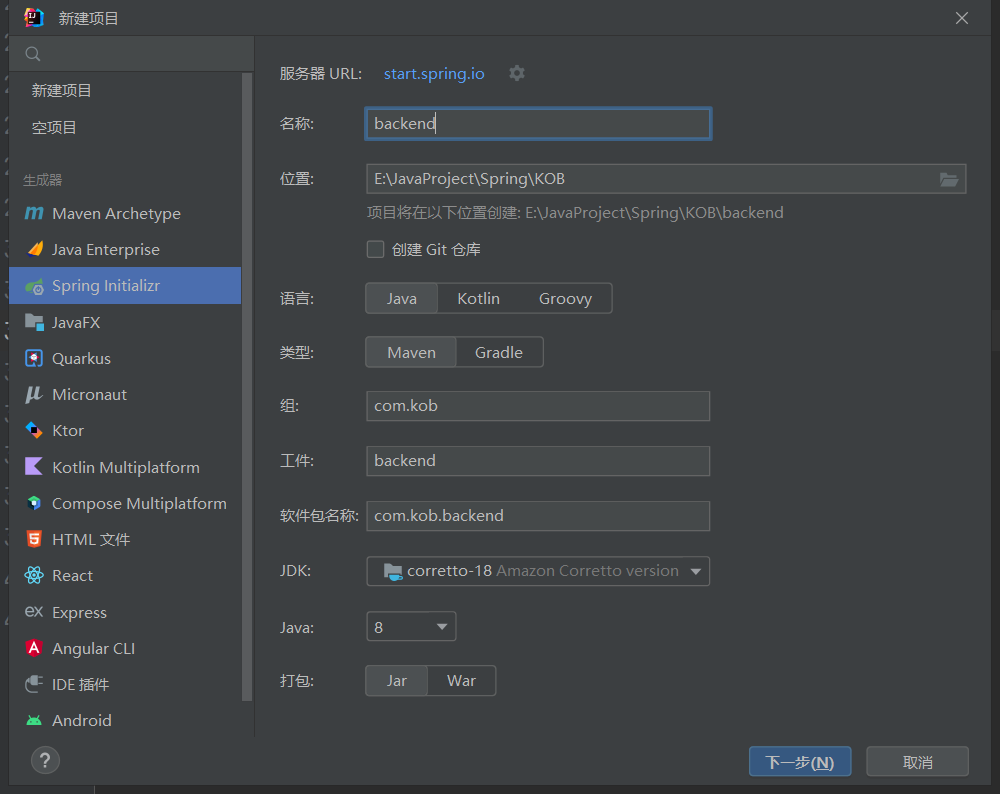 新建项目
新建项目
空项目
生成器
Maven Archetype
Java Enterprise
Spring Initializr
JavaFX
Quarkus
Micronaut
Ktor
Kotlin Multiplatform
Compose Multiplatform
HTML 文件
React
Express
Angular CLI
IDE 插件
Android
服务器 URL: start.spring.io
名称: backend
位置: E:\JavaProject\Spring\KOB
项目将在以下位置创建: E:\JavaProject\Spring\KOB\backend
创建 Git 仓库
语言: Java Kotlin Groovy
类型: Maven Gradle
组: com.kob
工件: backend
软件包名称: com.kob.backend
JDK: corretto-18 Amazon Corretto version
Java: 8
打包: Jar War
? 下一步(N) 取消